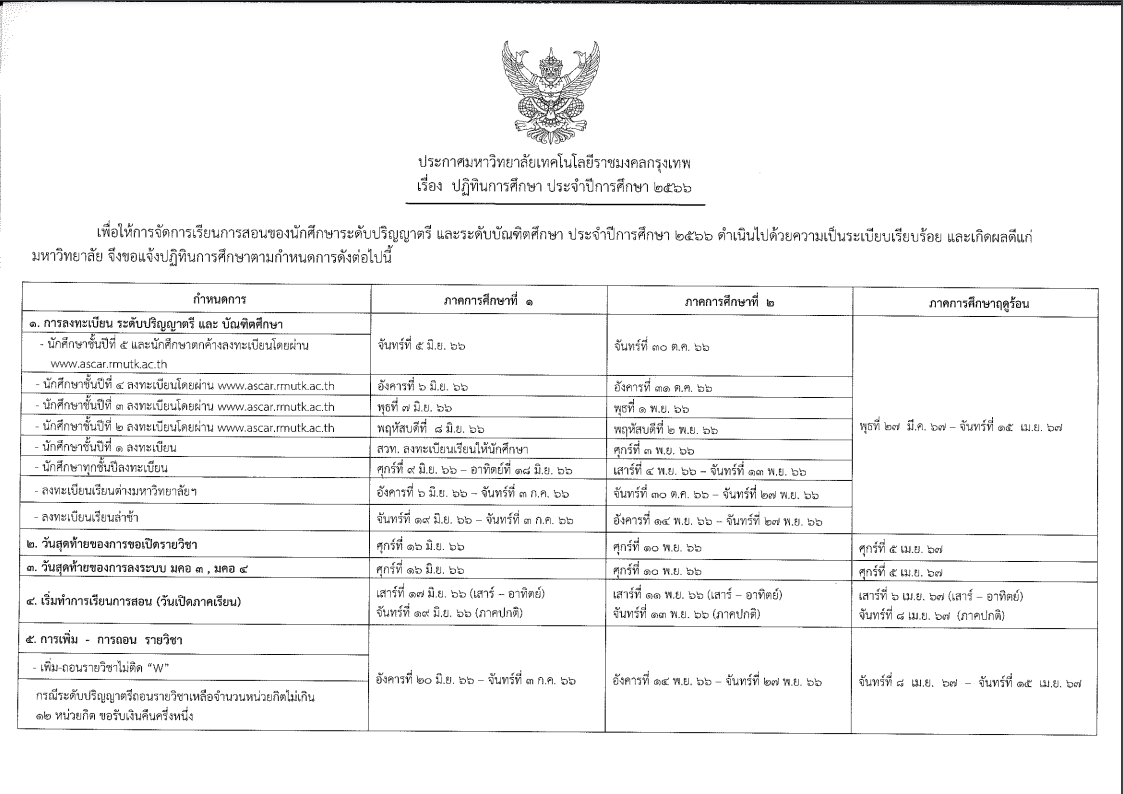 ประกาศมหาวิทยาลัยเทคโนโลยีราชมงคลกรุงเทพ
เรื่อง ปฏิทินการศึกษา ประจำปีการศึกษา ๒๕๖๖
เพื่อให้การจัดการเรียนการสอนของนักศึกษาระดับปริญญาตรี และระดับบัณฑิตศึกษา ประจำปีการศึกษา ๒๕๖๖ ดำเนินไปด้วยความเป็นระเบียบเรียบร้อย และเกิดผลดีแก่
มหาวิทยาลัย จึงขอแจ้งปฏิทินการศึกษาตามกำหนดการดังต่อไปนี้
กำหนดการ ภาคการศึกษาที่ ๑ ภาคการศึกษาที่ ๒ ภาคการศึกษาฤดูร้อน
๑. การลงทะเบียน ระดับปริญญาตรี และ บัณฑิตศึกษา
- นักศึกษาชั้นปีที่ ๕ และนักศึกษาตกค้างลงทะเบียนโดยผ่าน
www.ascar.rmutk.ac.th
จันทร์ที่ ๕ มิ.ย. ๖๖ จันทร์ที่ ๓๐ ต.ค. ๖๖
- นักศึกษาชั้นปีที่ ๔ ลงทะเบียนโดยผ่าน www.ascar.rmutk.ac.th อังคารที่ ๖ มิ.ย. ๖๖ อังคารที่ ๓๑ ต.ค. ๖๖
- นักศึกษาชั้นปีที่ ๓ ลงทะเบียนโดยผ่าน www.ascar.rmutk.ac.th พุธที่ ๗ มิ.ย. ๖๖ พุธที่ ๑ พ.ย. ๖๖
- นักศึกษาชั้นปีที่ ๒ ลงทะเบียนโดยผ่าน www.ascar.rmutk.ac.th พฤหัสบดีที่ ๘ มิ.ย. ๖๖ พฤหัสบดีที่ ๒ พ.ย. ๖๖ พุธที่ ๒๗ มี.ค. ๖๗ – จันทร์ที่ ๑๕ เม.ย. ๖๗
- นักศึกษาชั้นปีที่ ๑ ลงทะเบียน สวท. ลงทะเบียนเรียนให้นักศึกษา ศุกร์ที่ ๓ พ.ย. ๖๖
- นักศึกษาทุกชั้นปีลงทะเบียน ศุกร์ที่ ๙ มิ.ย. ๖๖ – อาทิตย์ที่ ๑๘ มิ.ย. ๖๖ เสาร์ที่ ๔ พ.ย. ๖๖ – จันทร์ที่ ๑๓ พ.ย. ๖๖
- ลงทะเบียนเรียนต่างมหาวิทยาลัยฯ อังคารที่ ๖ มิ.ย. ๖๖ – จันทร์ที่ ๓ ก.ค. ๖๖ จันทร์ที่ ๓๐ ต.ค. ๖๖ – จันทร์ที่ ๒๗ พ.ย. ๖๖
- ลงทะเบียนเรียนล่าช้า จันทร์ที่ ๑๙ มิ.ย. ๖๖ – จันทร์ที่ ๓ ก.ค. ๖๖ อังคารที่ ๑๔ พ.ย. ๖๖ – จันทร์ที่ ๒๗ พ.ย. ๖๖
๒. วันสุดท้ายของการขอเปิดรายวิชา ศุกร์ที่ ๑๖ มิ.ย. ๖๖ ศุกร์ที่ ๑๐ พ.ย. ๖๖ ศุกร์ที่ ๕ เม.ย. ๖๗
๓. วันสุดท้ายของการลงระบบ มคอ ๓ , มคอ ๔ ศุกร์ที่ ๑๖ มิ.ย. ๖๖ ศุกร์ที่ ๑๐ พ.ย. ๖๖ ศุกร์ที่ ๕ เม.ย. ๖๗
๔. เริ่มทำการเรียนการสอน (วันเปิดภาคเรียน)
เสาร์ที่ ๑๗ มิ.ย. ๖๖ (เสาร์ – อาทิตย์) เสาร์ที่ ๑๑ พ.ย. ๖๖ (เสาร์ – อาทิตย์) เสาร์ที่ ๖ เม.ย. ๖๗ (เสาร์ – อาทิตย์)
จันทร์ที่ ๑๙ มิ.ย. ๖๖ (ภาคปกติ) จันทร์ที่ ๑๓ พ.ย. ๖๖ (ภาคปกติ) จันทร์ที่ ๘ เม.ย. ๖๗ (ภาคปกติ)
๕. การเพิ่ม - การถอน รายวิชา
- เพิ่ม-ถอนรายวิชาไม่ติด “W”
อังคารที่ ๒๐ มิ.ย. ๖๖ – จันทร์ที่ ๓ ก.ค. ๖๖ อังคารที่ ๑๔ พ.ย. ๖๖ – จันทร์ที่ ๒๗ พ.ย. ๖๖ จันทร์ที่ ๘ เม.ย. ๖๗ – จันทร์ที่ ๑๕ เม.ย. ๖๗
กรณีระดับปริญญาตรีถอนรายวิชาเหลือจำนวนหน่วยกิตไม่เกิน
๑๒ หน่วยกิต ขอรับเงินคืนครึ่งหนึ่ง